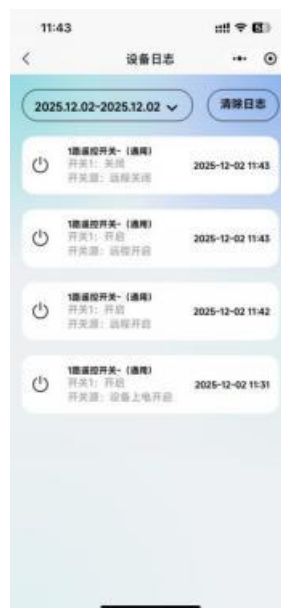 11:43
设备日志
2025.12.02-2025.12.02
清除日志
1路遥控开关-（通用）
开关1：关闭
开关源：远程关闭
2025-12-02 11:43
1路遥控开关-（通用）
开关1：开启
开关源：远程开启
2025-12-02 11:43
1路遥控开关-（通用）
开关1：开启
开关源：远程开启
2025-12-02 11:42
1路遥控开关-（通用）
开关1：开启
开关源：设备上电开启
2025-12-02 11:31